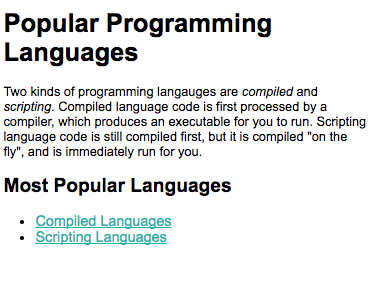 Popular Programming
Languages
Two kinds of programming langauges are compiled and
scripting. Compiled language code is first processed by a
compiler, which produces an executable for you to run. Scripting
language code is still compiled first, but it is compiled "on the
fly", and is immediately run for you.
Most Popular Languages
• Compiled Languages
• Scripting Languages